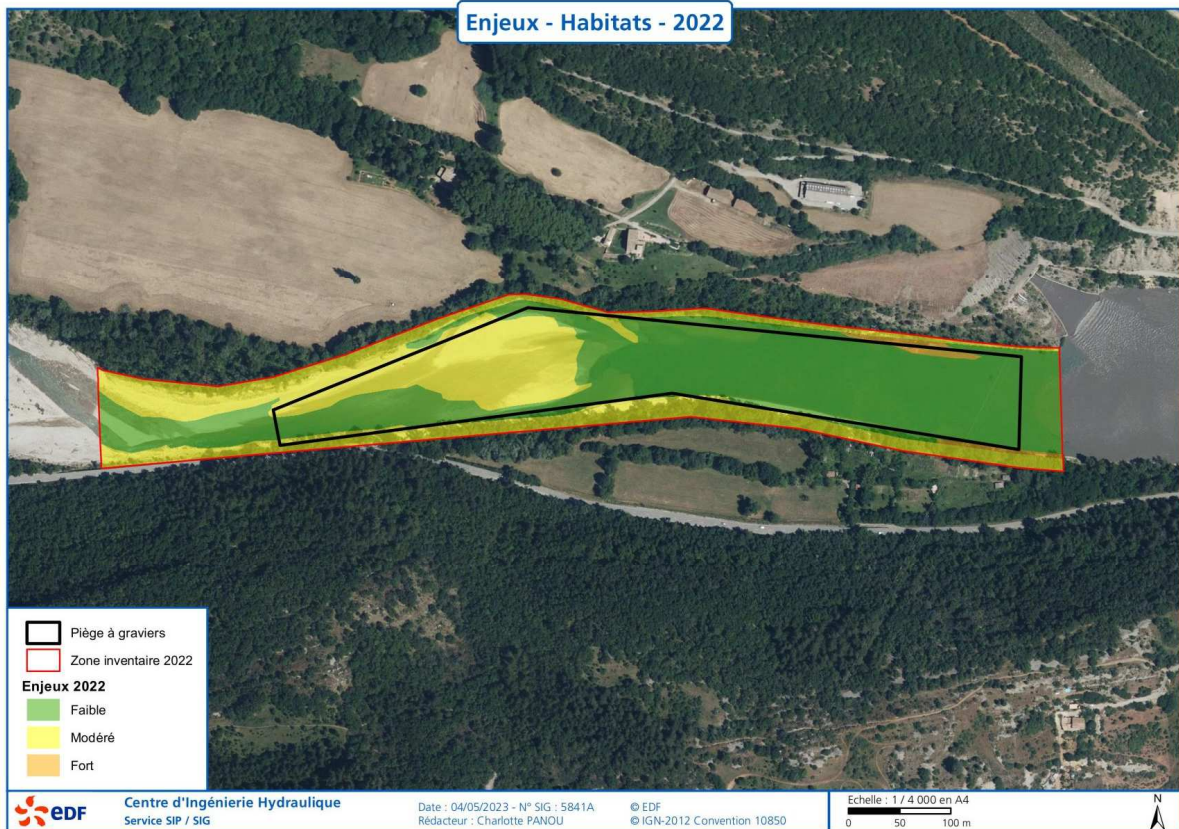 Enjeux - Habitats - 2022
Piège à graviers
Zone inventaire 2022
Enjeux 2022
Faible
Modéré
Fort
edf
Centre d'Ingénierie Hydraulique
Service SIP / SIG
Date : 04/05/2023 - N° SIG : 5841A
Rédacteur : Charlotte PANOU
© EDF
© IGN-2012 Convention 10850
Echelle : 1 / 4 000 en A4
0 50 100 m
N